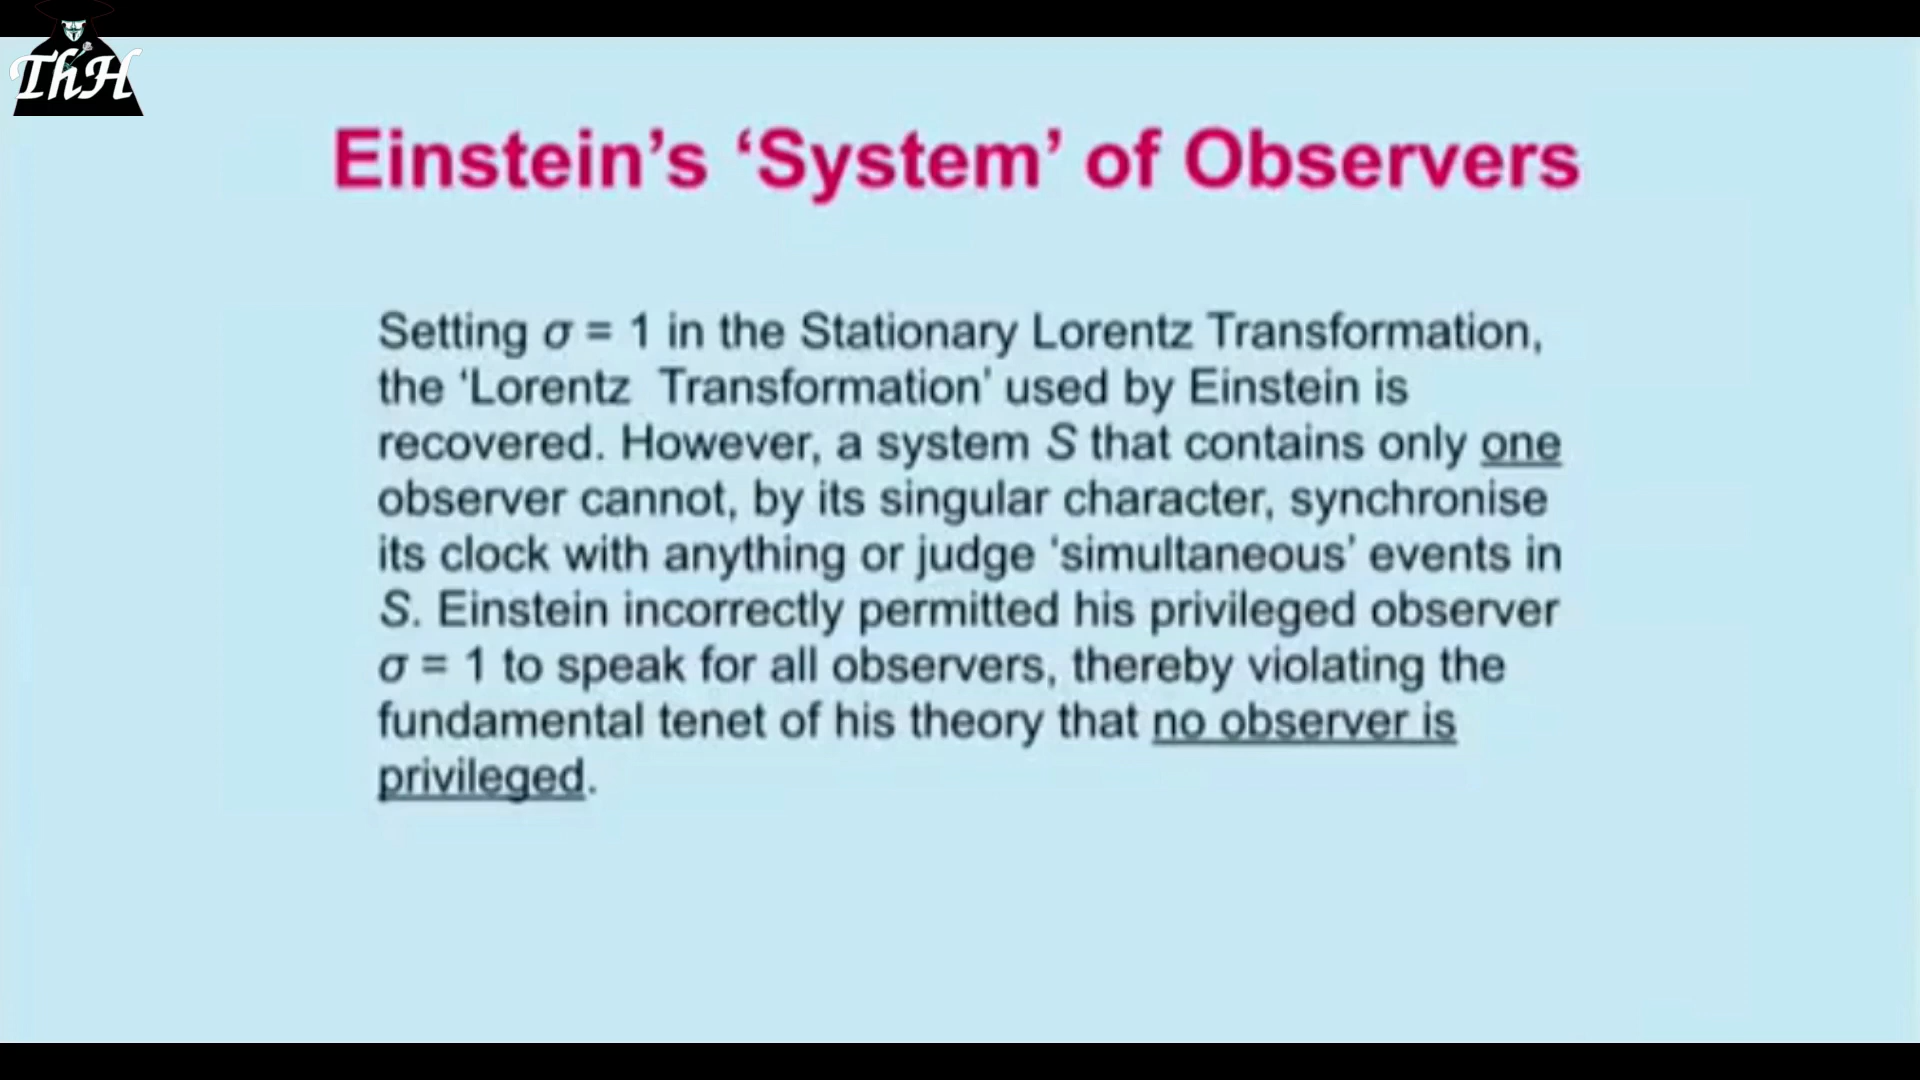 ThH
Einstein’s ‘System’ of Observers
Setting σ = 1 in the Stationary Lorentz Transformation,
the ‘Lorentz Transformation’ used by Einstein is
recovered. However, a system S that contains only one
observer cannot, by its singular character, synchronise
its clock with anything or judge ‘simultaneous’ events in
S. Einstein incorrectly permitted his privileged observer
σ = 1 to speak for all observers, thereby violating the
fundamental tenet of his theory that no observer is
privileged.